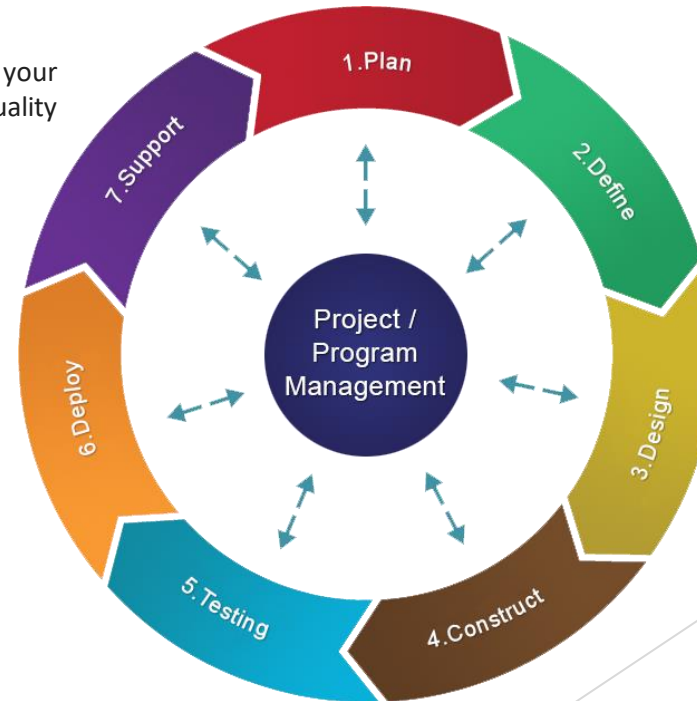 your
uality
1.Plan
2.Define
3.Design
4.Construct
5.Testing
6.Deploy
7.Support
Project /
Program
Management